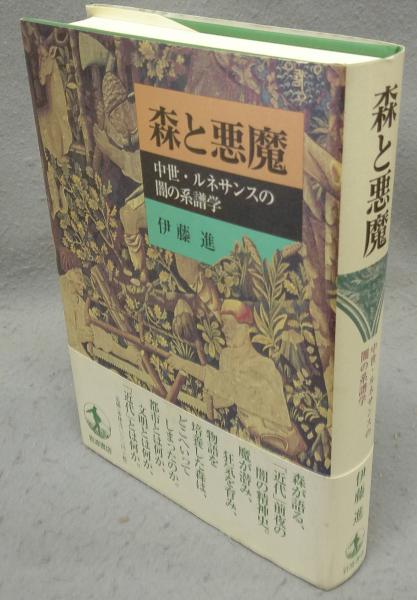 森と悪魔
中世・ルネサンスの
闇の系譜学
伊藤 進
森が語る、
「近代」前夜の
闇の精神史。
魔が潜み、
狂気を育み、
物語を
培養した森は、
どこへいって
しまったのか。
都市とは何か。
文明とは何か。
「近代」とは何か。
岩波書店
森と悪魔
中世・ルネサンスの
闇の系譜学
伊藤 進
岩波書店